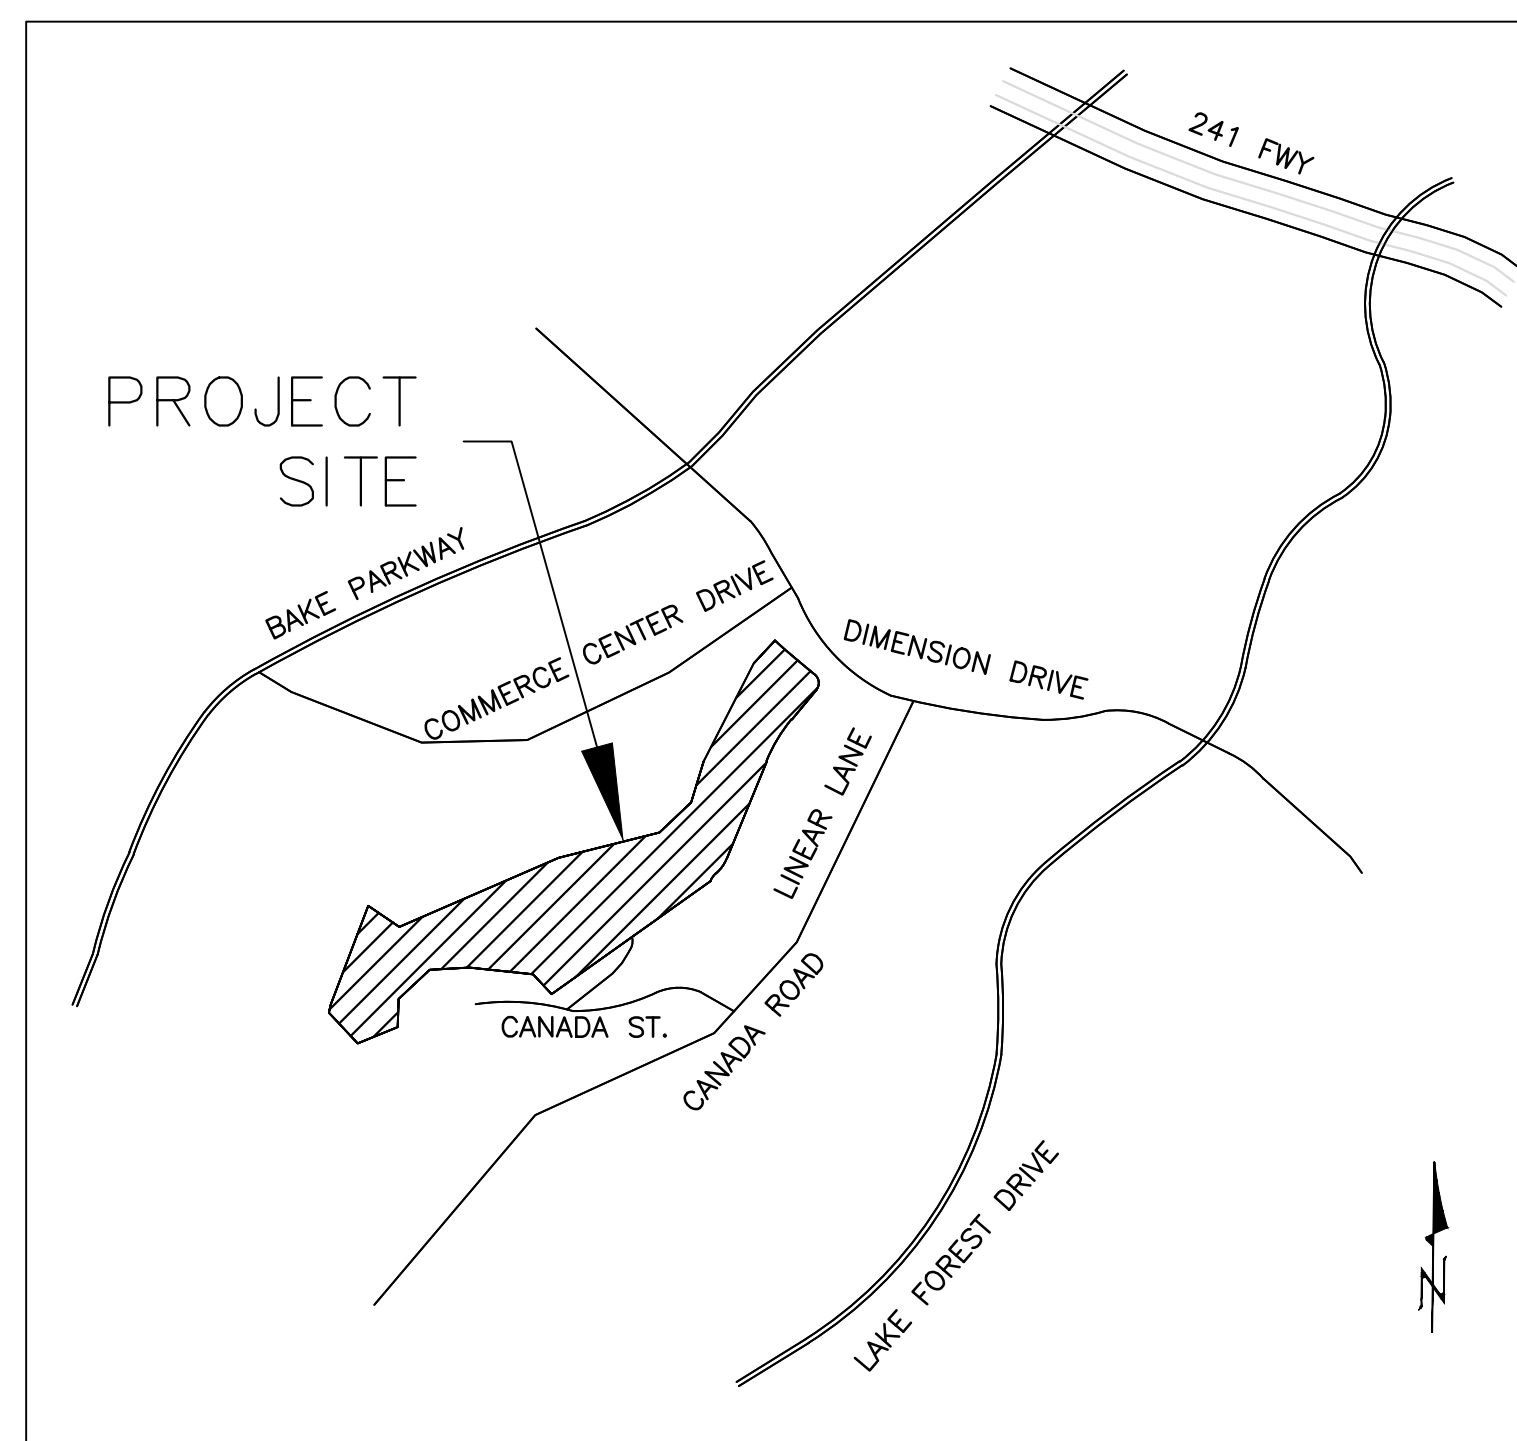 241 FWY
PROJECT
SITE
BAKE PARKWAY
COMMERCE CENTER DRIVE
DIMENSION DRIVE
LINEAR LANE
CANADA ROAD
CANADA ST.
LAKE FOREST DRIVE
N